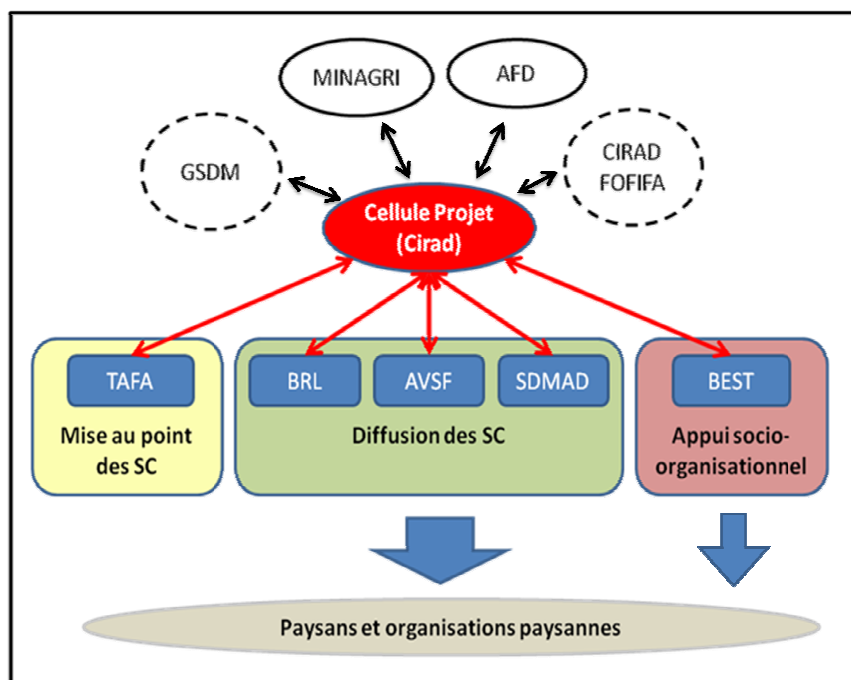 MINAGRI
AFD
GSDM
CIRAD
FOFIFA
Cellule Projet
(Cirad)
TAFA
BRL
AVSF
SDMAD
BEST
Mise au point
des SC
Diffusion des SC
Appui socio-
organisationnel
Paysans et organisations paysannes